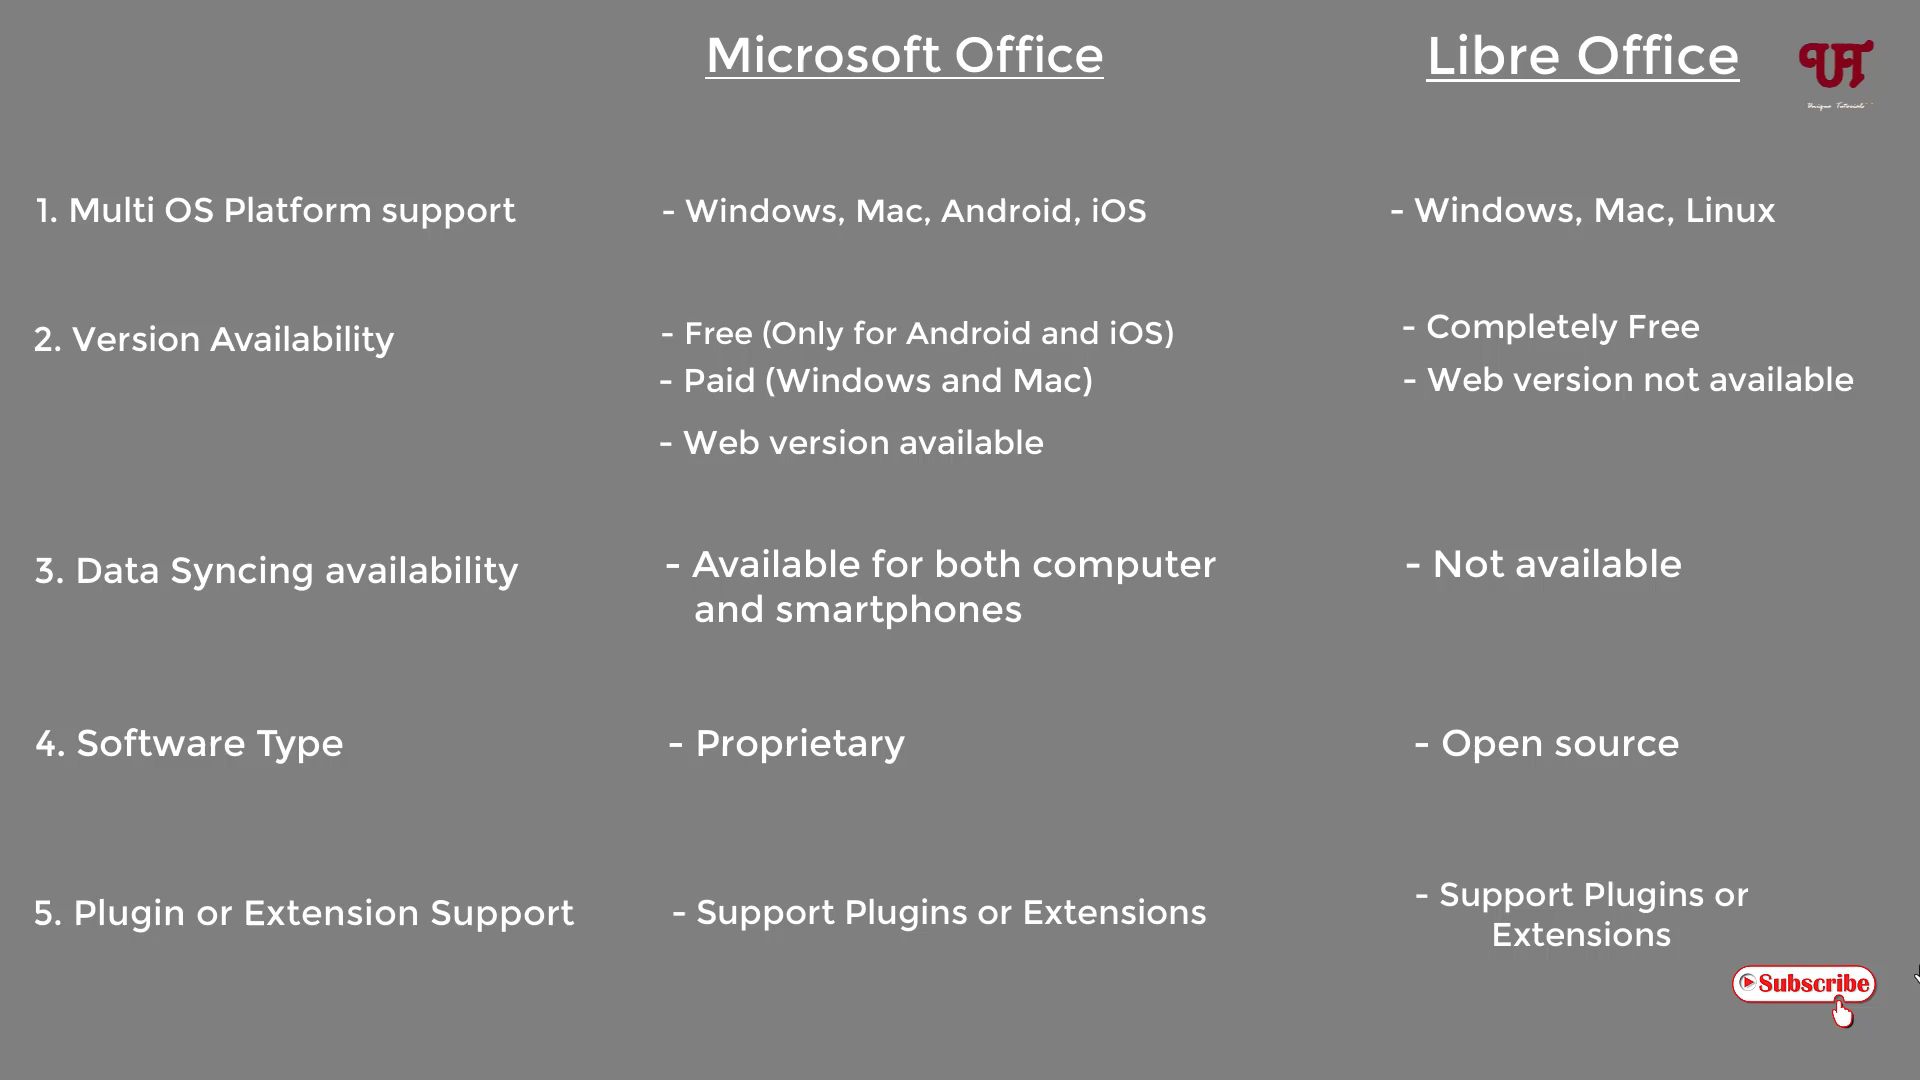 Microsoft Office
Libre Office
UT
Unique Tutorials
1. Multi OS Platform support
- Windows, Mac, Android, iOS
- Windows, Mac, Linux
2. Version Availability
- Free (Only for Android and iOS)
- Paid (Windows and Mac)
- Web version available
- Completely Free
- Web version not available
3. Data Syncing availability
- Available for both computer
and smartphones
- Not available
4. Software Type
- Proprietary
- Open source
5. Plugin or Extension Support
- Support Plugins or Extensions
- Support Plugins or
Extensions
Subscribe